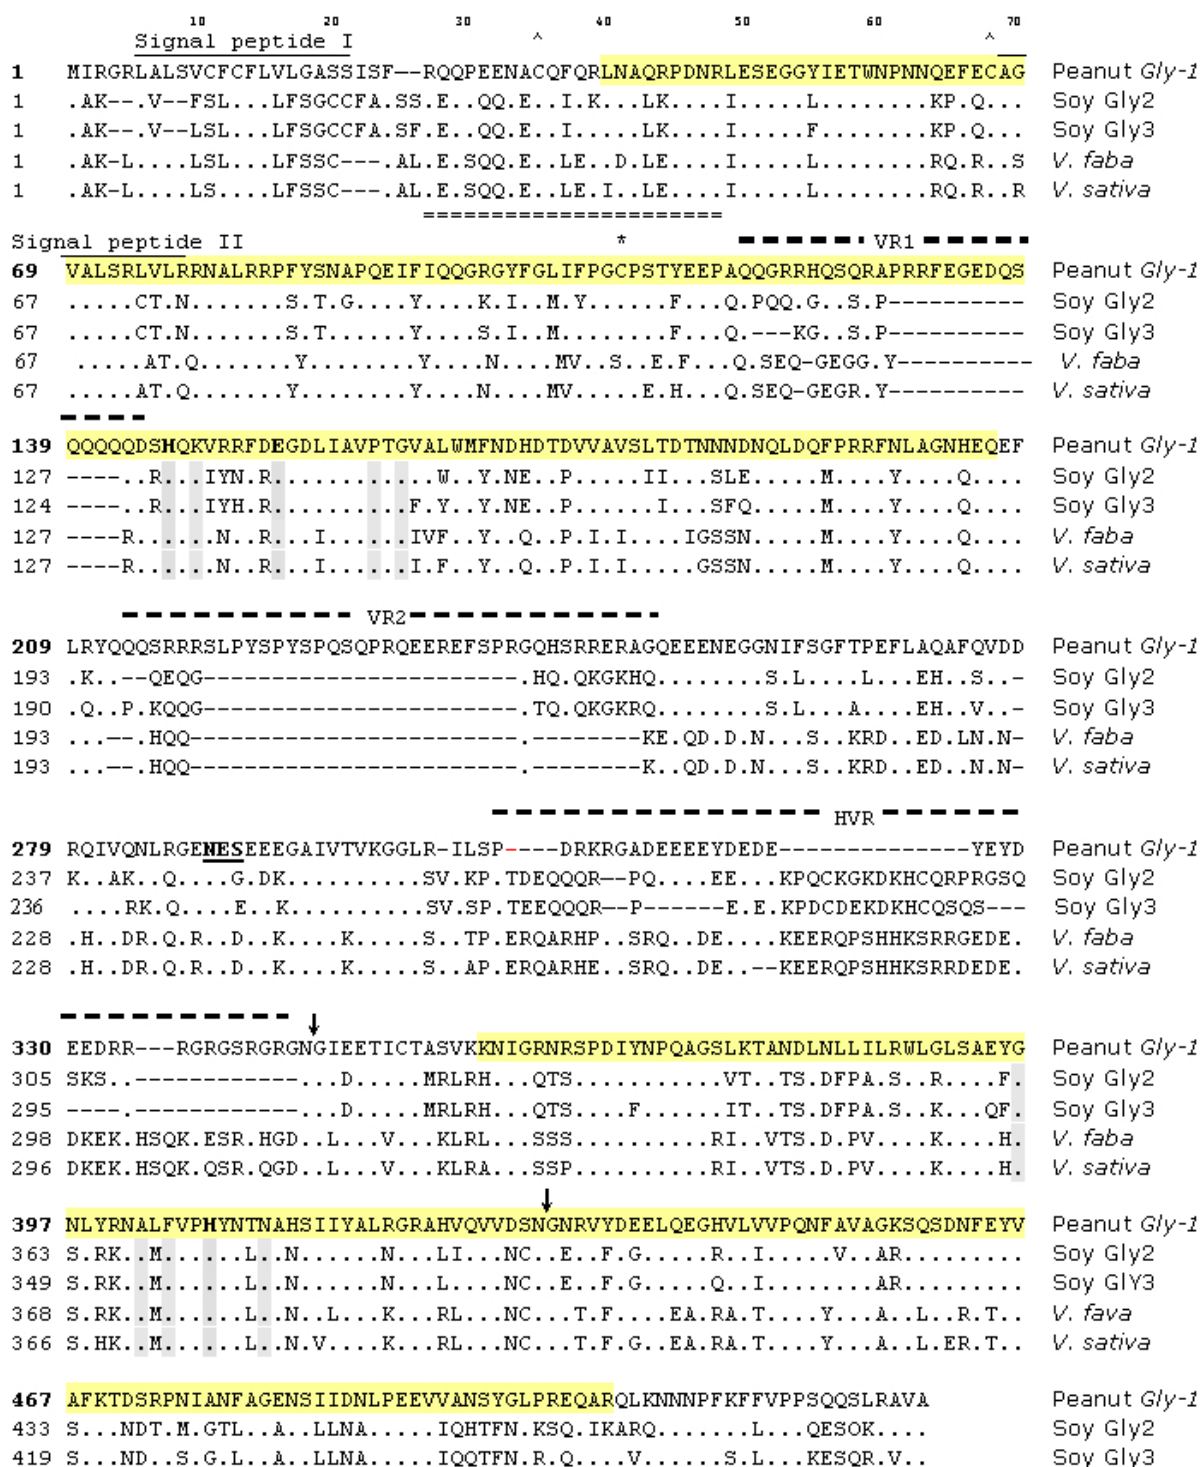 10 20 30 40 50 60 70
Signal peptide I ^ ^
1 MIRGRLALSVCFCFLVLGASSISF--RQQPEENACQFQRLNAQRPDNRLESEGGYIETWNPNNQEFECAG Peanut Gly-1
1 .AK--.V--FSL...LFSGCCFA.SS.E..QQ.E..I.K...LK....I.....L........KP.Q... Soy Gly2
1 .AK--.V--LSL...LFSGCCFA.SF.E..QQ.E..I.....LK....I.....F........KP.Q... Soy Gly3
1 .AK-L....LSL...LFSSC---.AL.E.SQQ.E..LE..D.LE....I.....L........RQ.R..S V. faba
1 .AK-L....LS....LFSSC---.AL.E.SQQ.E..LE.I..LE....I.....L........RQ.R..R V. sativa
======================
Signal peptide II * VR1
69 VALSRLVLRRNALRRPFYSNAPQEIFIQQGRGYFGLIFPGCPSTYEEPAQQGRRHQSQRAPRRFEGEDQS Peanut Gly-1
67 .....CT.N.......S.T.G....Y....K.I..M.Y......F...Q.PQQ.G..S.P---------- Soy Gly2
67 .....CT.N.......S.T......Y....S.I..M........F...Q.---KG..S.P---------- Soy Gly3
67 .....AT.Q.......Y........Y....N....MV..S..E.F...Q.SEQ-GEGG.Y---------- V. faba
67 .....AT.Q.......Y.........Y....N....MV.....E.H...Q.SEQ-GEGR.Y---------- V. sativa
139 QQQQQDSHQKVRRFDEGDLIAVPTGVALWMFNDHDTDVVAVSLTDTNNNDNQLDQFPRRFNLAGNHEQEF Peanut Gly-1
127 ----..R...IYN.R............W..Y.NE..P.....II...SLE.....M....Y....Q.... Soy Gly2
124 ----..R...IYH.R..........F.Y..Y.NE..P......I...SFQ.....M....Y....Q.... Soy Gly3
127 ----R......N..R...I......IVF..Y..Q..P.I.I....IGSSN.....M....Y....Q.... V. faba
127 ----R......N..R...I......I.F..Y..Q..P.I.I.....GSSN.....M....Y....Q.... V. sativa
VR2
209 LRYQQQSRRRSLPYSPYSPQSQPRQEEREFSPRGQHSRRERAGQEEENEGGNIFSGFTPEFLAQAFQVDD Peanut Gly-1
193 .K..--QEQG-----------------------.HQ.QKGKHQ........S.L....L...EH..S..- Soy Gly2
190 .Q..P.KQQG-----------------------.TQ.QKGKRQ........S.L...A....EH..V..- Soy Gly3
193 ...--.HQQ------------------------.--------KE.QD.D.N...S..KRD..ED.LN.N- V. faba
193 ...--.HQQ------------------------.--------K..QD.D.N...S..KRD..ED..N.N- V. sativa
HVR
279 RQIVQNLRGENESEEEGAIVTVKGGLR-ILSP-----DRKRGADEEEEYDEDE--------------YEYD Peanut Gly-1
237 K..AK..Q....G.DK..........SV.KP.TDEQQQR--PQ....EE...KPQCKGKDKHCQRPRGSQ Soy Gly2
236 ....RK.Q....E..K..........SV.SP.TEEQQQR--P------E.E.KPDCDEKDKHCQSQS--- Soy Gly3
228 .H..DR.Q.R..D..K....K.....S..TP.ERQARHP..SRQ..DE....KEERQPSHHKSRRGEDE. V. faba
228 .H..DR.Q.R..D..K....K.....S..AP.ERQARHE..SRQ..DE..--KEERQPSHHKSRRDEDE. V. sativa
↓
330 EEDRR---RGRGSRGRGNGIEETICTASVKKNIGRNRSPDIYNPQAGSLKTANDLNLLILRWLGLSAEYG Peanut Gly-1
305 SKS..-------------...D.....MRLRH...QTS...........VT..TS.DFPA.S..R....F. Soy Gly2
295 ----.-------------...D.....MRLRH...QTS....F......IT..TS.DFPA.S..K...QF. Soy Gly3
298 DKEK.HSQK.ESR.HGD..L...V...KLRL...SSS..........RI..VTS.D.PV....K....H. V. faba
296 DKEK.HSQK.QSR.QGD..L...V...KLRA...SSP..........RI..VTS.D.PV....K....H. V. sativa
↓
397 NLYRNALFVPHYNTNAHSIIYALRGRAHVQVVDSNGNRVYDEELQEGHVLVVPQNFAVAGKSQSDNFEYV Peanut Gly-1
363 S.RK..M......L..N......N...LI...NC..E..F.G.....R..I.....V..AR......... Soy Gly2
349 S.RK..M......L..N......N...L....NC..E..F.G.....Q..I........AR......... Soy GlY3
368 S.RK..M......L..N..L...K...RL...NC...T.F....EA.RA.T....Y...A..L..R.T.. V. fava
366 S.HK..M......L..N.V....K...RL...NC...T.F..G..EA.RA.T....Y...A..L.ER.T.. V. sativa
467 AFKTDSRPNIANFAGENSIIDNLPEEVVANSYGLPREQARQLKNNNPFKFFVPPSQQSLRAVA Peanut Gly-1
433 S...NDT.M.GTL..A..LLNA.....IQHTFN.KSQ.IKARQ.......L...QESOK.... Soy Gly2
419 S...ND..S.G.L..A..LLNA.....IQQTFN.R.Q....V......S.L...KESQR.V.. Soy Gly3